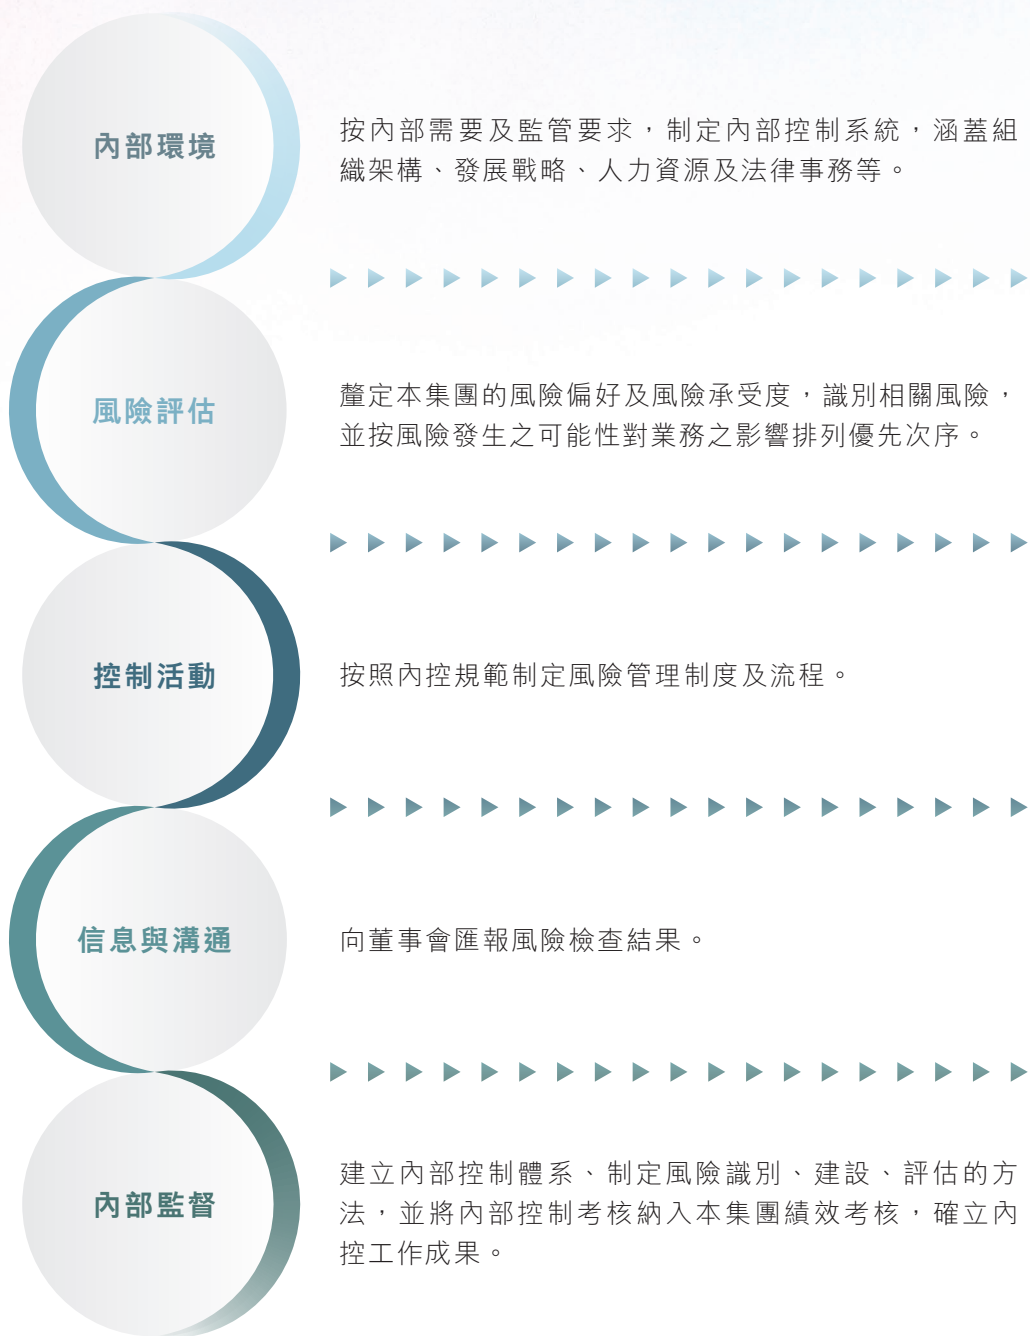 內部環境
按內部需要及監管要求，制定內部控制系統，涵蓋組
織架構、發展戰略、人力資源及法律事務等。
風險評估
釐定本集團的風險偏好及風險承受度，識別相關風險，
並按風險發生之可能性對業務之影響排列優先次序。
控制活動
按照內控規範制定風險管理制度及流程。
信息與溝通
向董事會匯報風險檢查結果。
內部監督
建立內部控制體系、制定風險識別、建設、評估的方
法，並將內部控制考核納入本集團績效考核，確立內
控工作成果。